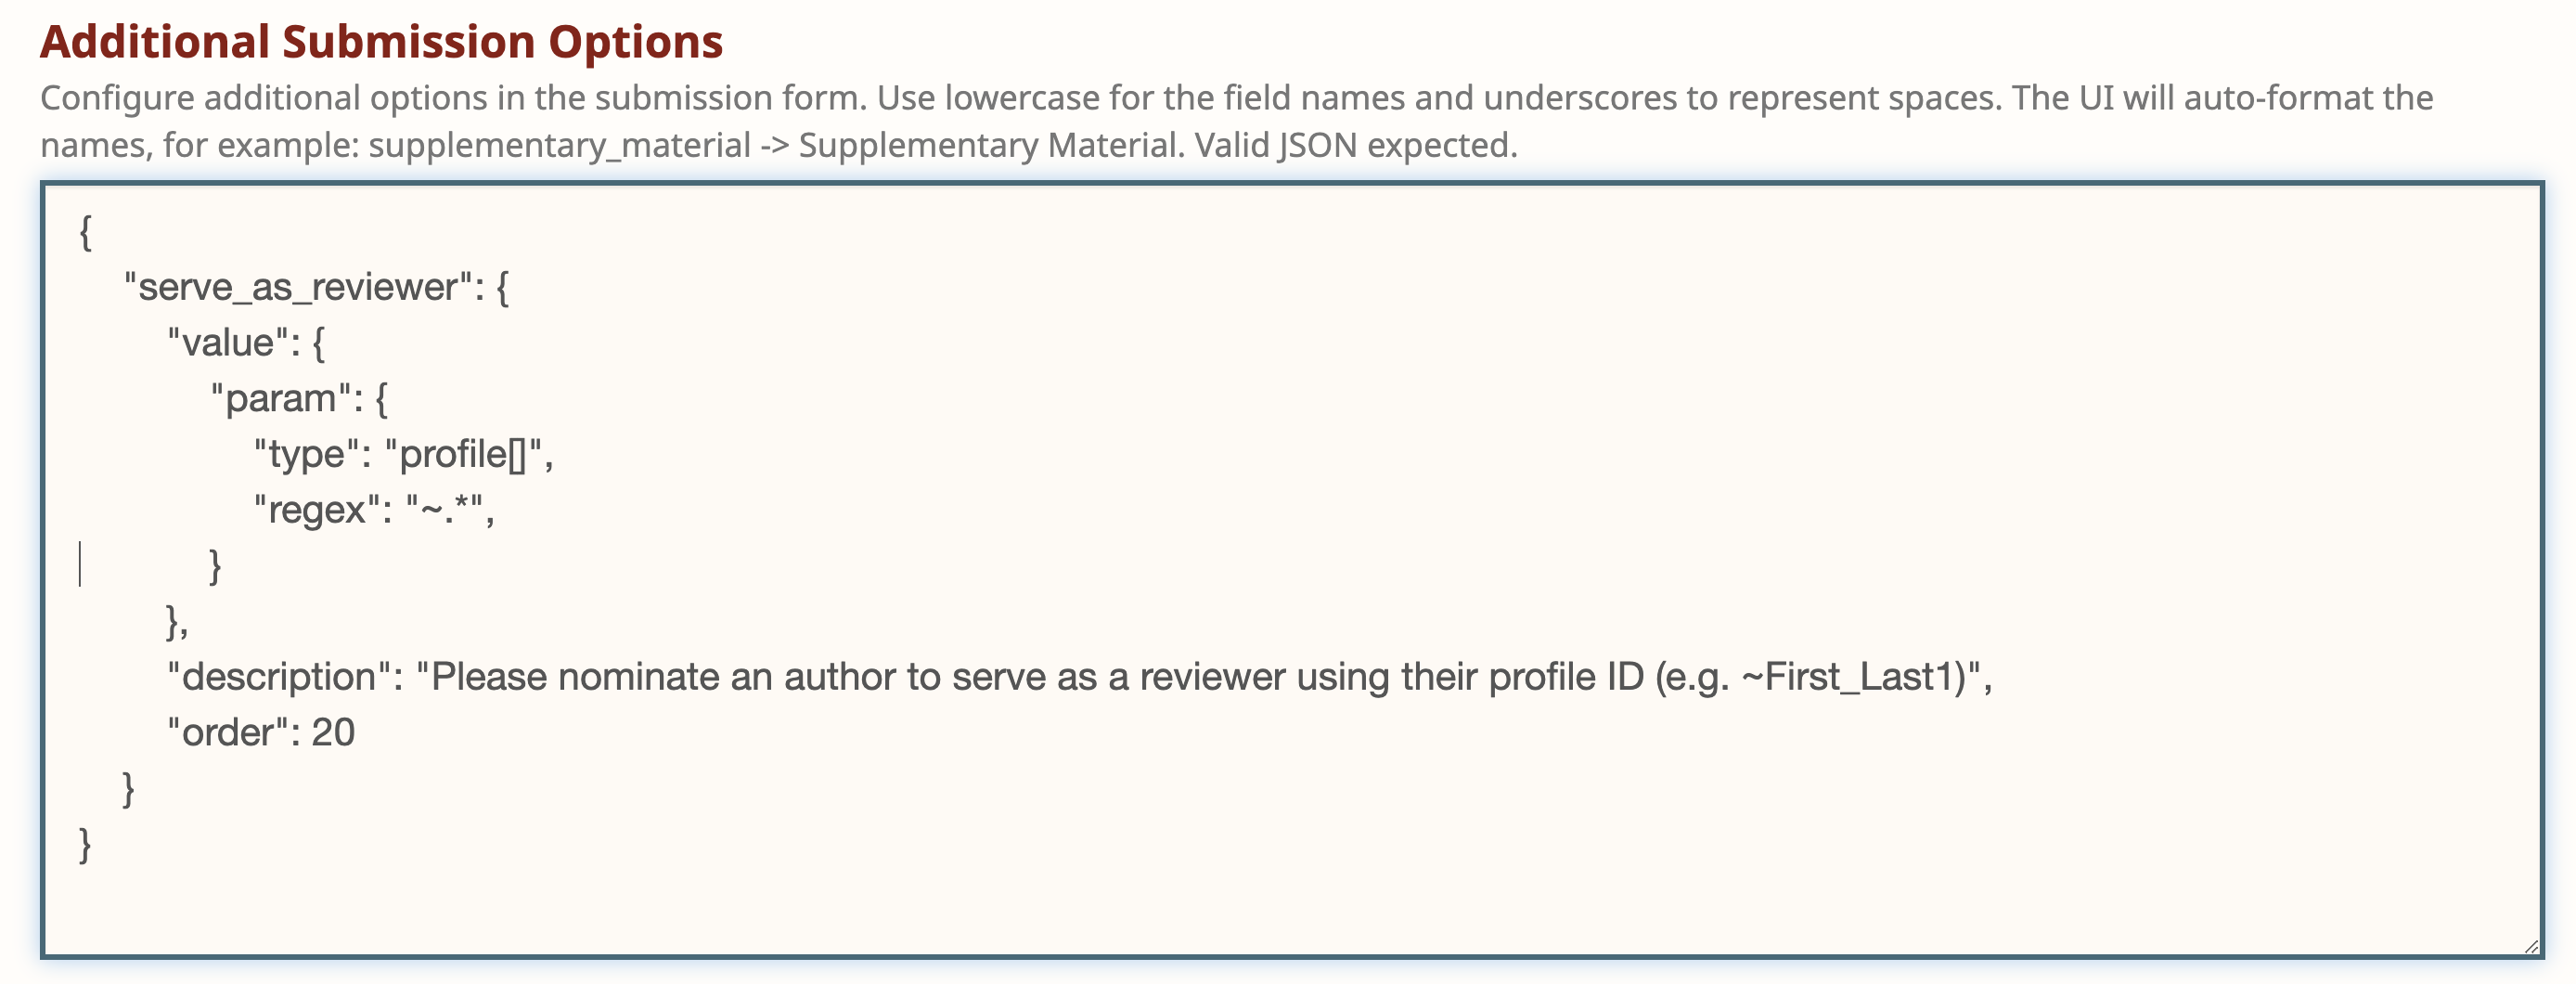 Additional Submission Options
Configure additional options in the submission form. Use lowercase for the field names and underscores to represent spaces. The UI will auto-format the
names, for example: supplementary_material -> Supplementary Material. Valid JSON expected.
{
"serve_as_reviewer": {
"value": {
"param": {
"type": "profile[]",
"regex": "~.*",
}
},
"description": "Please nominate an author to serve as a reviewer using their profile ID (e.g. ~First_Last1)",
"order": 20
}
}